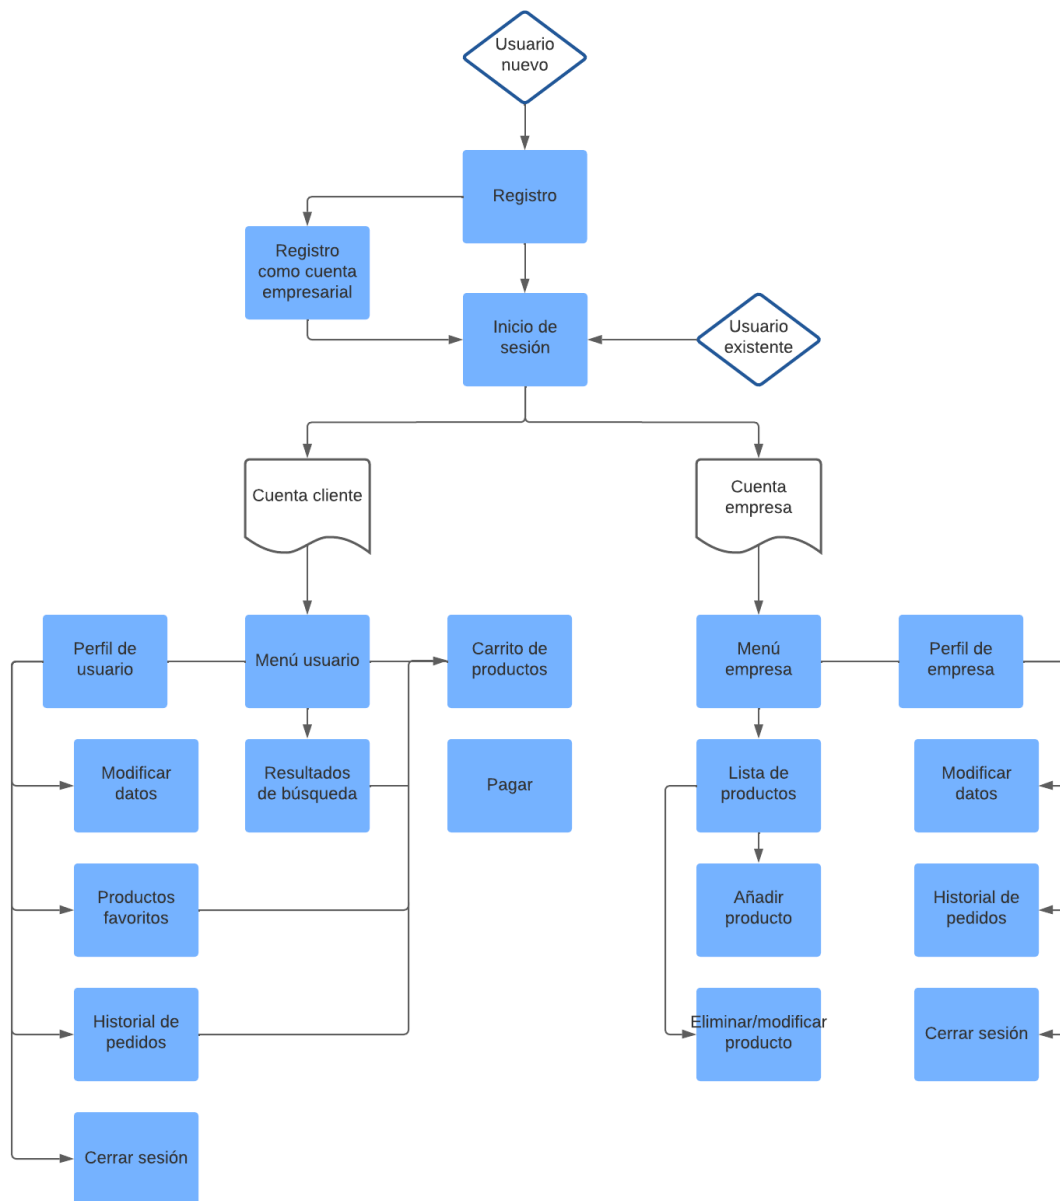 Usuario
nuevo
Registro
Registro
como cuenta
empresarial
Inicio de
sesión
Usuario
existente
Cuenta cliente
Cuenta
empresa
Perfil de
usuario
Menú usuario
Carrito de
productos
Menú
empresa
Perfil de
empresa
Modificar
datos
Resultados
de búsqueda
Pagar
Lista de
productos
Modificar
datos
Productos
favoritos
Añadir
producto
Historial de
pedidos
Historial de
pedidos
Eliminar/modificar
producto
Cerrar sesión
Cerrar sesión